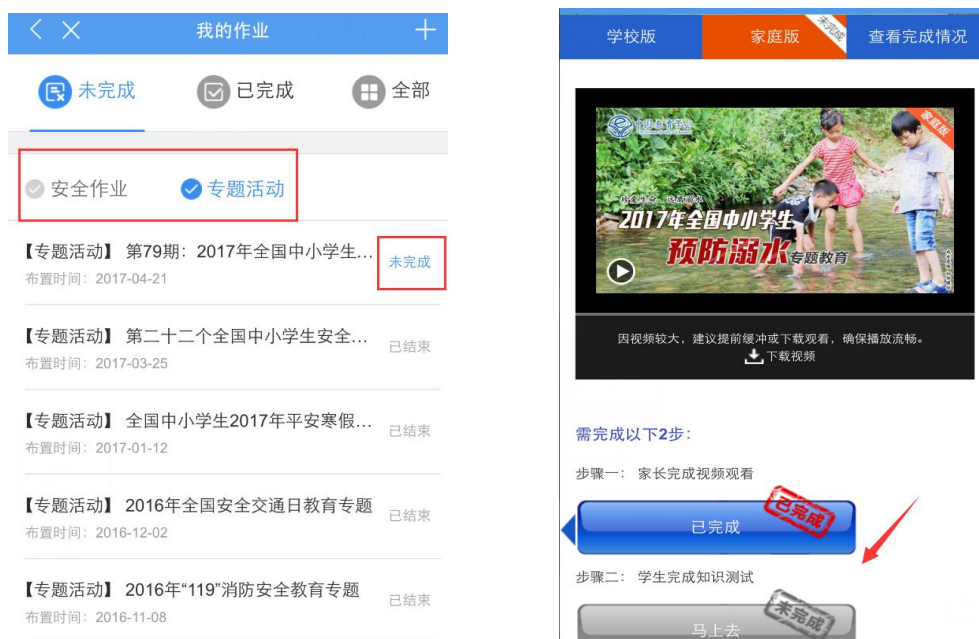 我的作业
未完成
已完成
全部
安全作业
专题活动
【专题活动】 第79期：2017年全国中小学生...
未完成
布置时间：2017-04-21
【专题活动】 第二十二个全国中小学生安全...
已结束
布置时间：2017-03-25
【专题活动】 全国中小学生2017年平安寒假...
已结束
布置时间：2017-01-12
【专题活动】 2016年全国安全交通日教育专题
已结束
布置时间：2016-12-02
【专题活动】 2016年“119”消防安全教育专题
已结束
布置时间：2016-11-08
学校版
家庭版
未完成
查看完成情况
中国教育学会
家庭版
珍爱生命 远离溺水
2017年全国中小学生
预防溺水专题教育
因视频较大，建议提前缓冲或下载观看，确保播放流畅。
下载视频
需完成以下2步：
步骤一： 家长完成视频观看
已完成
已完成
步骤二： 学生完成知识测试
未完成
马上去